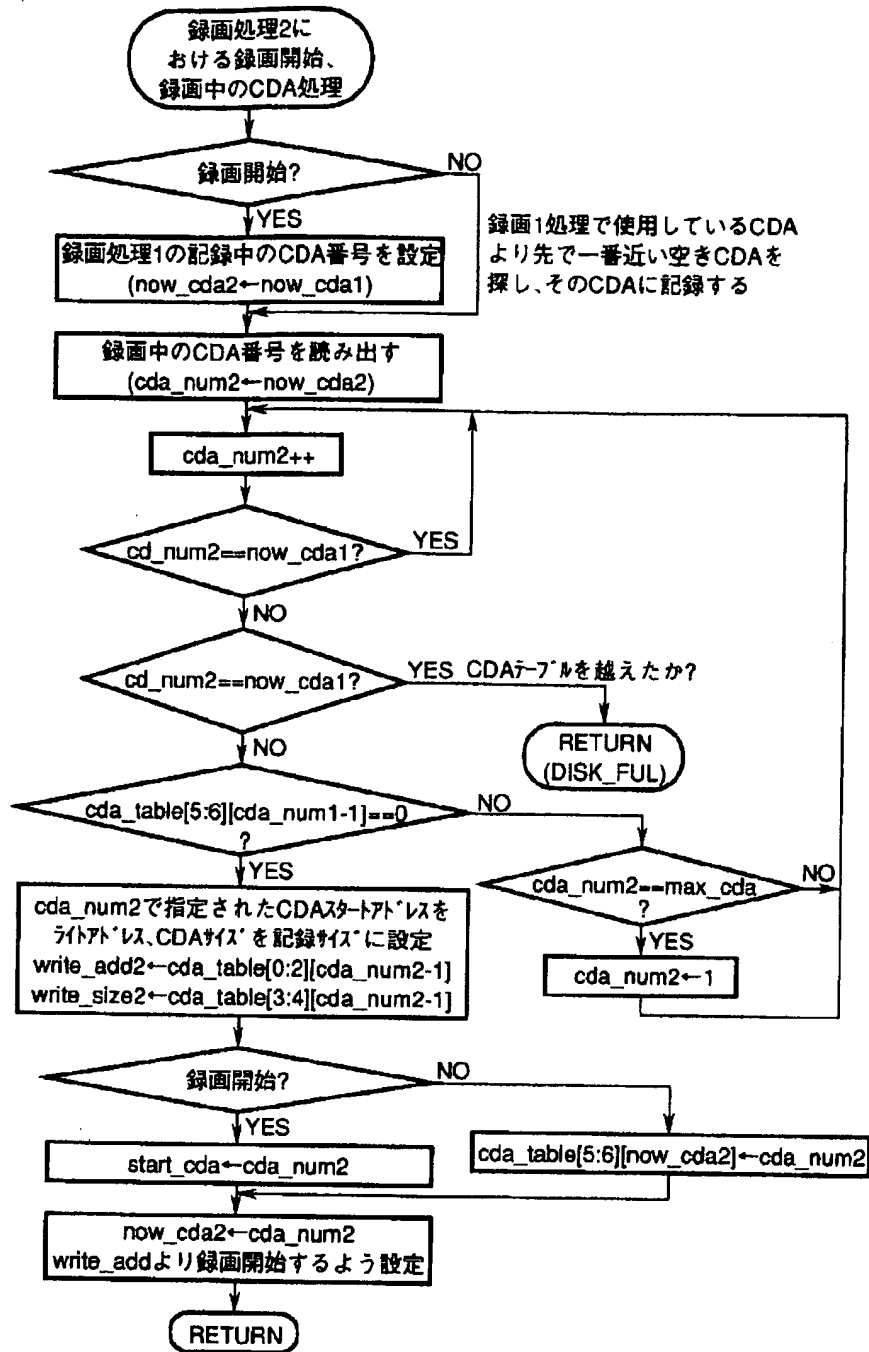 録画処理2に
おける録画開始、
録画中のCDA処理
録画開始?
NO
YES
録画1処理で使用しているCDA
より先で一番近い空きCDAを
探し、そのCDAに記録する
録画処理1の記録中のCDA番号を設定
(now_cda2←now_cda1)
録画中のCDA番号を読み出す
(cda_num2←now_cda2)
cda_num2++
cd_num2==now_cda1?
YES
NO
cd_num2==now_cda1?
YES CDAテーブルを越えたか?
NO
RETURN
(DISK_FUL)
cda_table[5:6][cda_num1-1]==0
?
NO
YES
cda_num2==max_cda
?
NO
YES
cda_num2で指定されたCDAスタートアドレスを
ライトアドレス、CDAサイズを記録サイズに設定
write_add2←cda_table[0:2][cda_num2-1]
write_size2←cda_table[3:4][cda_num2-1]
cda_num2←1
録画開始?
NO
YES
start_cda←cda_num2
cda_table[5:6][now_cda2]←cda_num2
now_cda2←cda_num2
write_addより録画開始するよう設定
RETURN